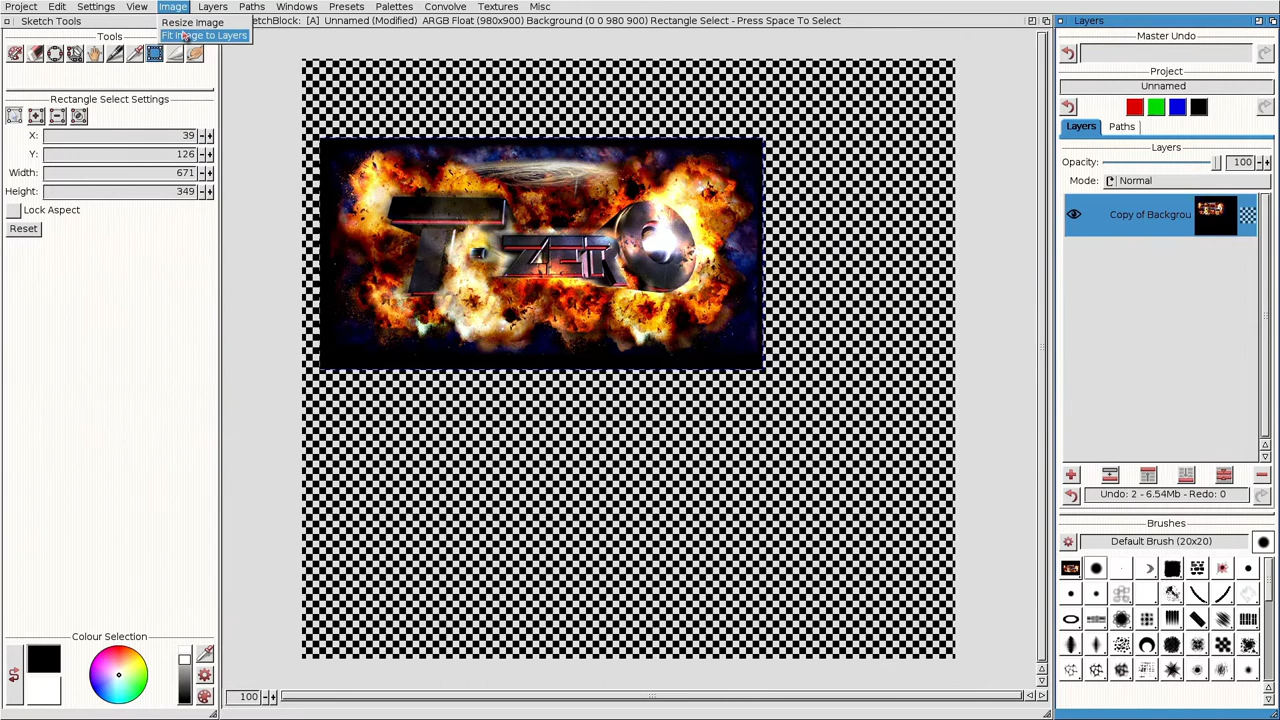 Project Edit Settings View Image Layers Paths Windows Presets Palettes Convolve Textures Misc
Resize Image
Fit Image to Layers
Sketch Tools
etchBlock: [A] Unnamed (Modified) ARGB Float (980x900) Background (0 0 980 900) Rectangle Select - Press Space To Select
Layers
Tools
Rectangle Select Settings
X: 39
Y: 126
Width: 671
Height: 349
Lock Aspect
Reset
T-ZERO
Colour Selection
100
Master Undo
Project
Unnamed
Layers Paths
Layers
Opacity: 100
Mode: Normal
Copy of Backgrou
Undo: 2 - 6.54Mb - Redo: 0
Brushes
Default Brush (20x20)